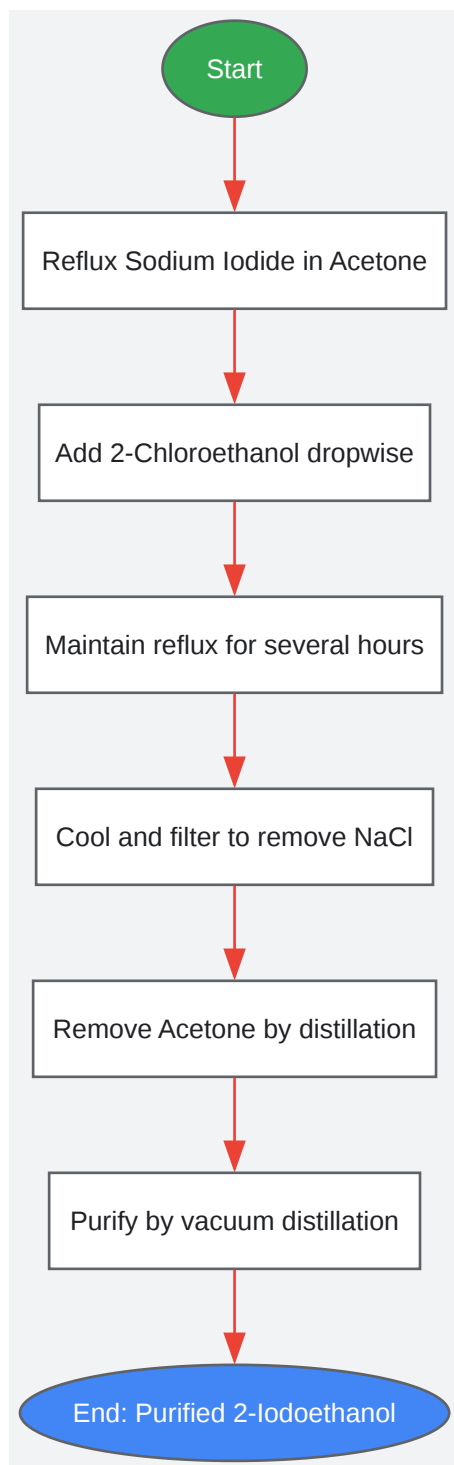 Start
Reflux Sodium Iodide in Acetone
Add 2-Chloroethanol dropwise
Maintain reflux for several hours
Cool and filter to remove NaCl
Remove Acetone by distillation
Purify by vacuum distillation
End: Purified 2-Iodoethanol